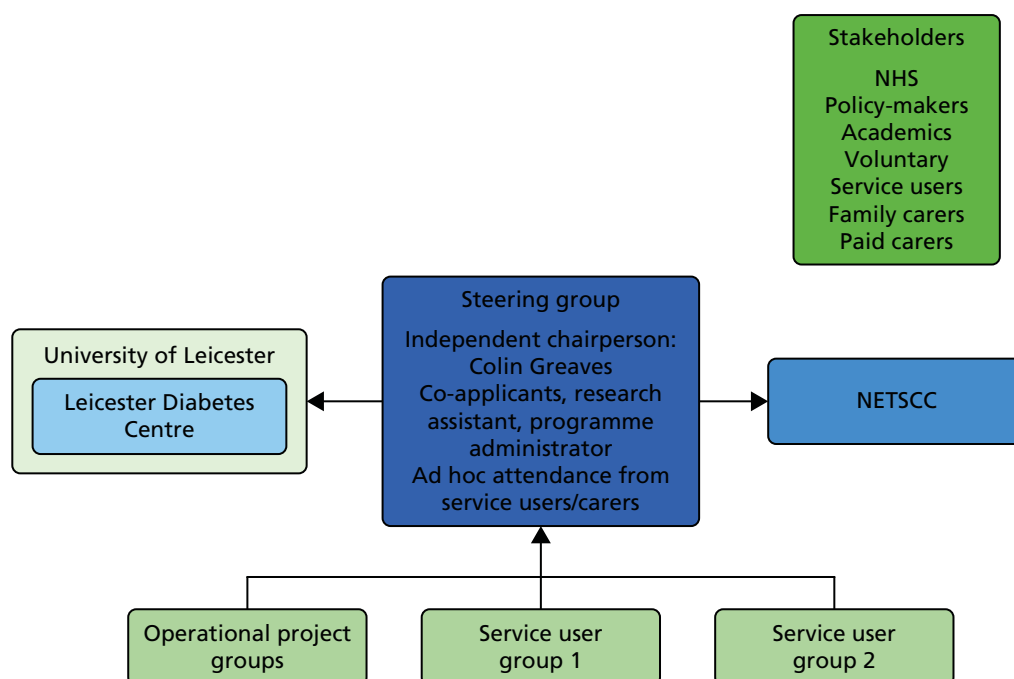 Stakeholders
NHS
Policy-makers
Academics
Voluntary
Service users
Family carers
Paid carers
Steering group
Independent chairperson:
Colin Greaves
Co-applicants, research
assistant, programme
administrator
Ad hoc attendance from
service users/carers
University of Leicester
Leicester Diabetes
Centre
NETSCC
Operational project
groups
Service user
group 1
Service user
group 2